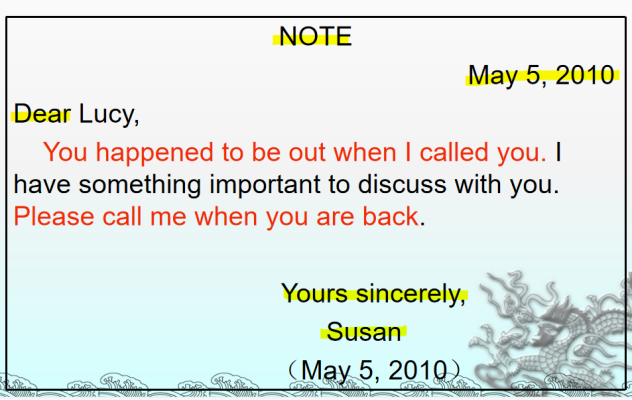 NOTE
May 5, 2010
Dear Lucy,
You happened to be out when I called you. I
have something important to discuss with you.
Please call me when you are back.
Yours sincerely,
Susan
（May 5, 2010）